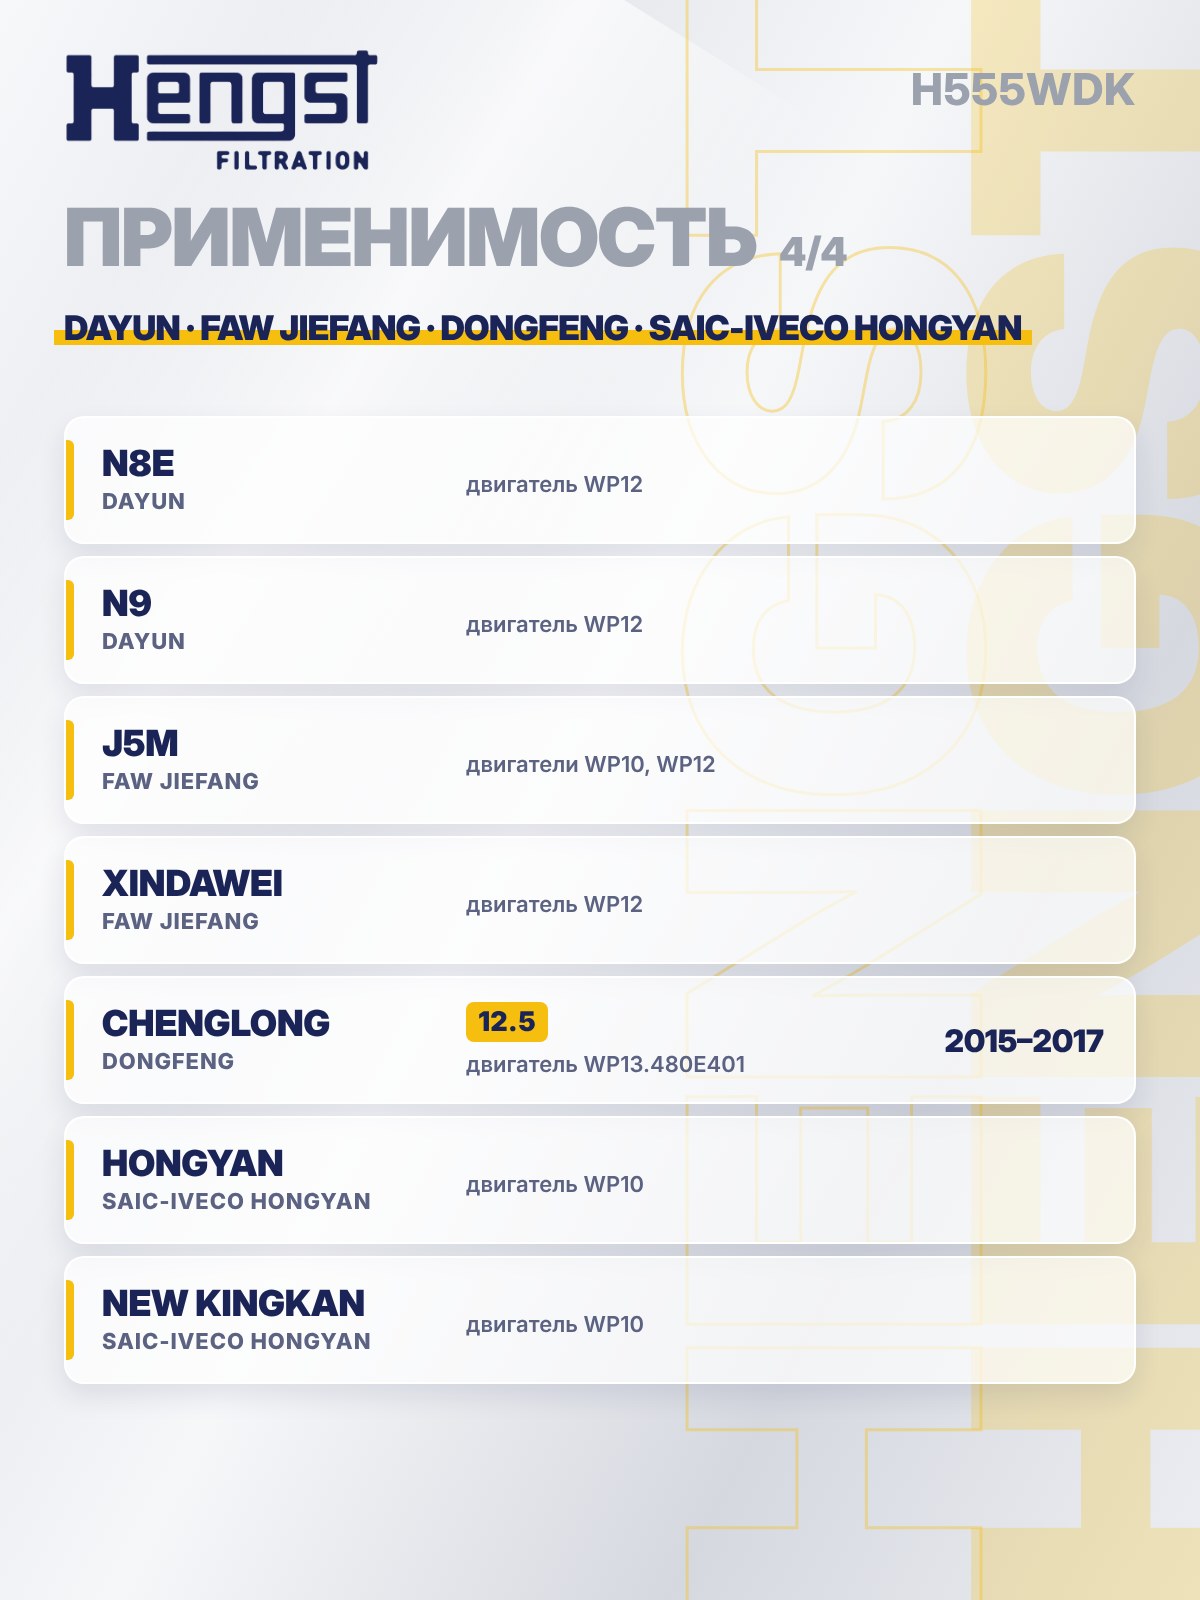 Hengst
FILTRATION
H555WDK
ПРИМЕНИМОСТЬ 4/4
DAYUN · FAW JIEFANG · DONGFENG · SAIC-IVECO HONGYAN
N8E
DAYUN
двигатель WP12
N9
DAYUN
двигатель WP12
J5M
FAW JIEFANG
двигатели WP10, WP12
XINDAWEI
FAW JIEFANG
двигатель WP12
CHENGLONG
DONGFENG
12.5
двигатель WP13.480E401
2015–2017
HONGYAN
SAIC-IVECO HONGYAN
двигатель WP10
NEW KINGKAN
SAIC-IVECO HONGYAN
двигатель WP10
HENGST
HENGST